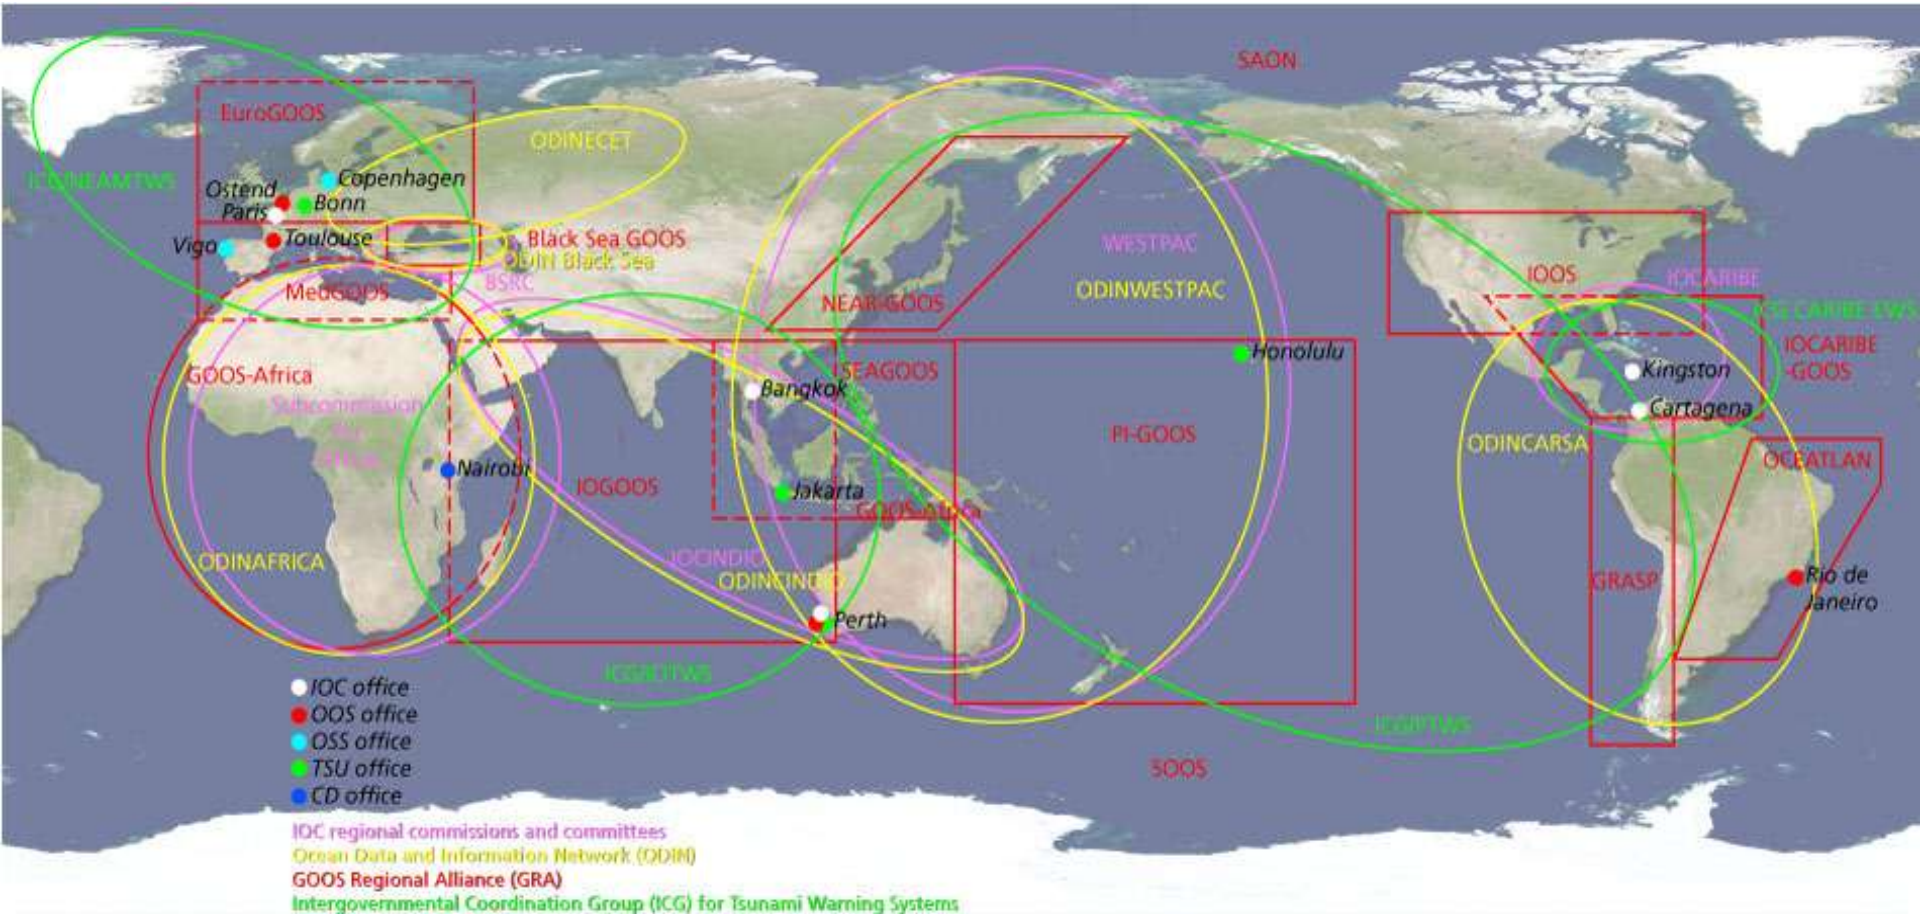 SAON
EuroGOOS
ODINECET
ICG/NEAMTWS
Copenhagen
Ostend
Bonn
Paris
Vigo
Toulouse
Black Sea GOOS
ODIN Black Sea
BSRC
MedGOOS
WESTPAC
ODINWESTPAC
NEAR-GOOS
IOOS
IOCARIBE
CARIBE EWS
IOCARIBE
-GOOS
Honolulu
GOOS-Africa
Subcommission
SEAGOOS
Bangkok
Kingston
Cartagena
PI-GOOS
ODINCARSA
OCEATLAN
Nairobi
IOGOOS
Jakarta
GOOS-Africa
ODINAFRICA
IOCINDIO
ODINCINDIO
GRASP
Rio de
Janeiro
Perth
ICG/IOTWS
ICG/PTWS
SOOS
IOC office
OOS office
OSS office
TSU office
CD office
IOC regional commissions and committees
Ocean Data and Information Network (ODIN)
GOOS Regional Alliance (GRA)
Intergovernmental Coordination Group (ICG) for Tsunami Warning Systems